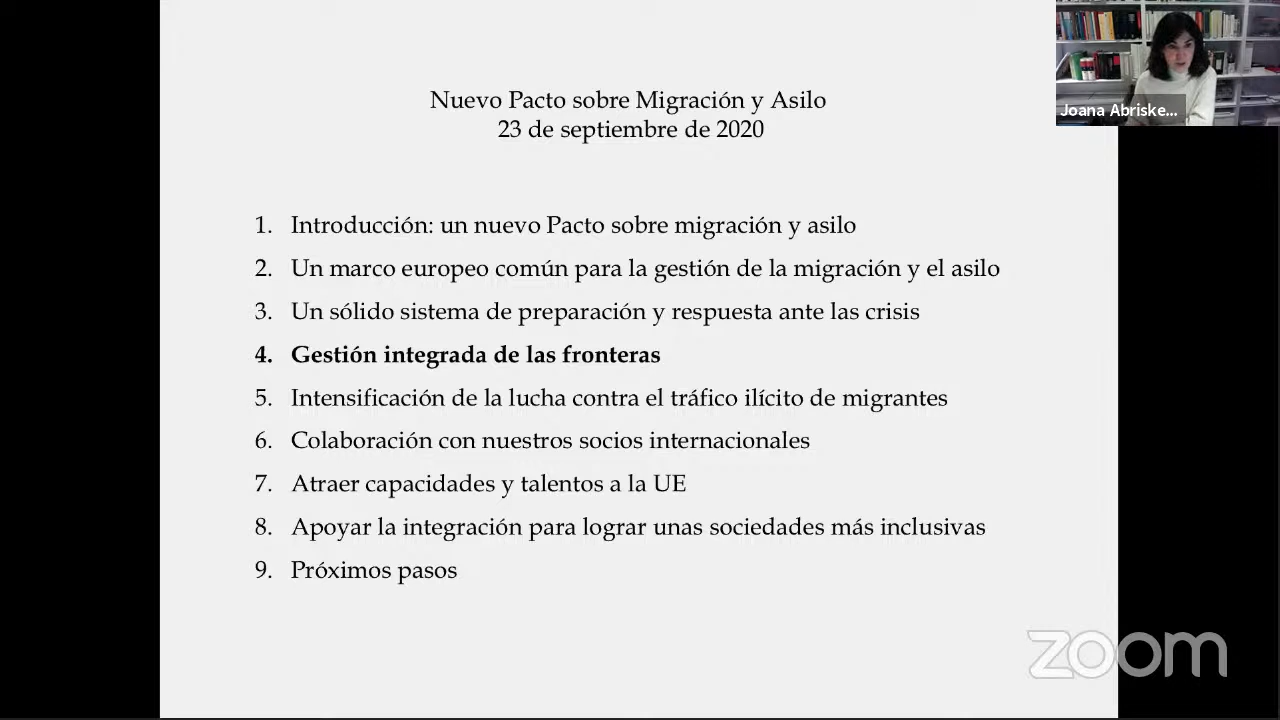 Nuevo Pacto sobre Migración y Asilo
23 de septiembre de 2020
Joana Abriske...
1. Introducción: un nuevo Pacto sobre migración y asilo
2. Un marco europeo común para la gestión de la migración y el asilo
3. Un sólido sistema de preparación y respuesta ante las crisis
4. Gestión integrada de las fronteras
5. Intensificación de la lucha contra el tráfico ilícito de migrantes
6. Colaboración con nuestros socios internacionales
7. Atraer capacidades y talentos a la UE
8. Apoyar la integración para lograr unas sociedades más inclusivas
9. Próximos pasos
zoom